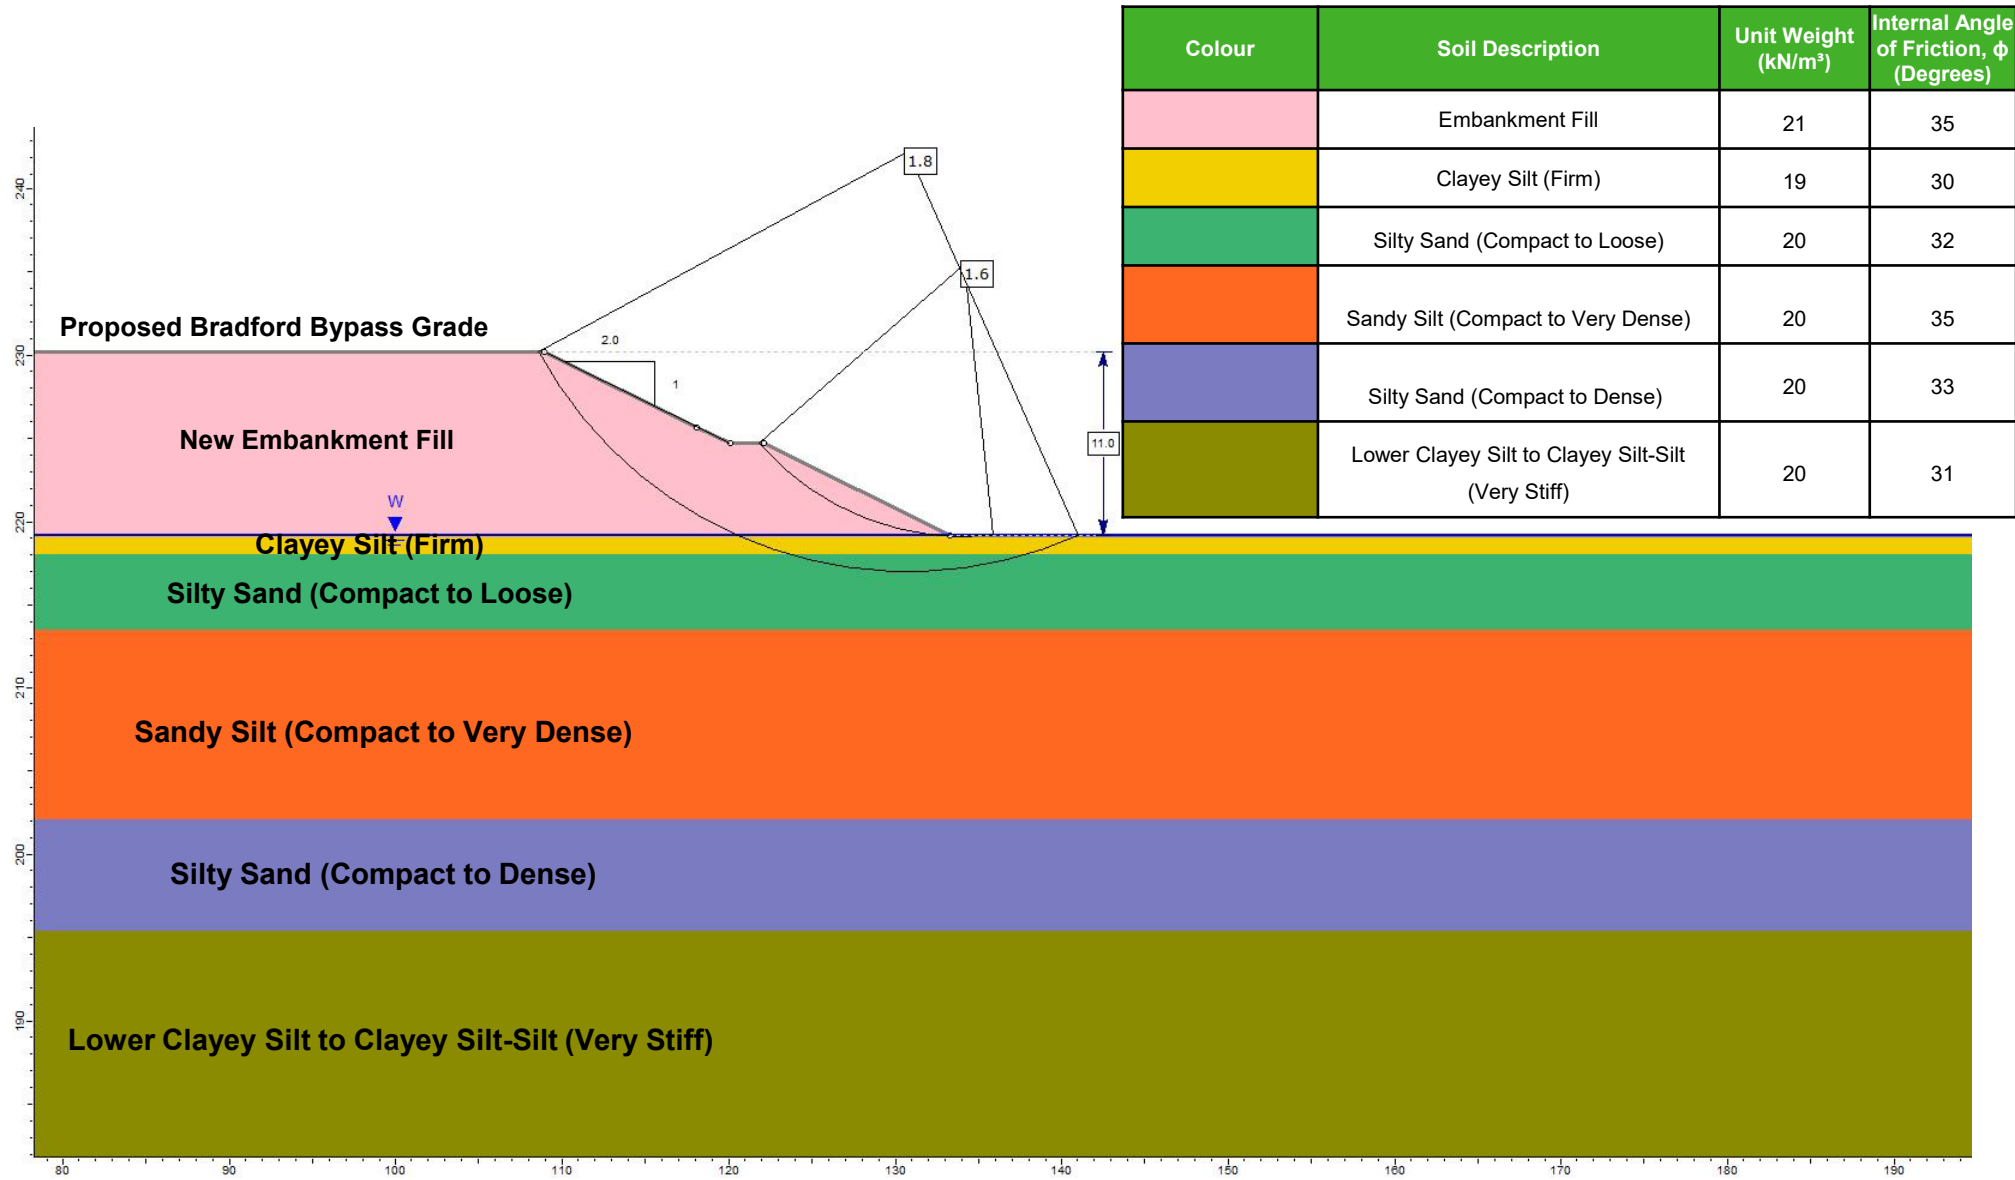 Colour Soil Description Unit Weight (kN/m³) Internal Angle of Friction, ϕ (Degrees)
Embankment Fill 21 35
Clayey Silt (Firm) 19 30
Silty Sand (Compact to Loose) 20 32
Sandy Silt (Compact to Very Dense) 20 35
Silty Sand (Compact to Dense) 20 33
Lower Clayey Silt to Clayey Silt-Silt
(Very Stiff) 20 31
240
1.8
1.6
Proposed Bradford Bypass Grade
2.0
230
1
New Embankment Fill
11.0
W
220
Clayey Silt (Firm)
Silty Sand (Compact to Loose)
210
Sandy Silt (Compact to Very Dense)
200
Silty Sand (Compact to Dense)
190
Lower Clayey Silt to Clayey Silt-Silt (Very Stiff)
80 90 100 110 120 130 140 150 160 170 180 190